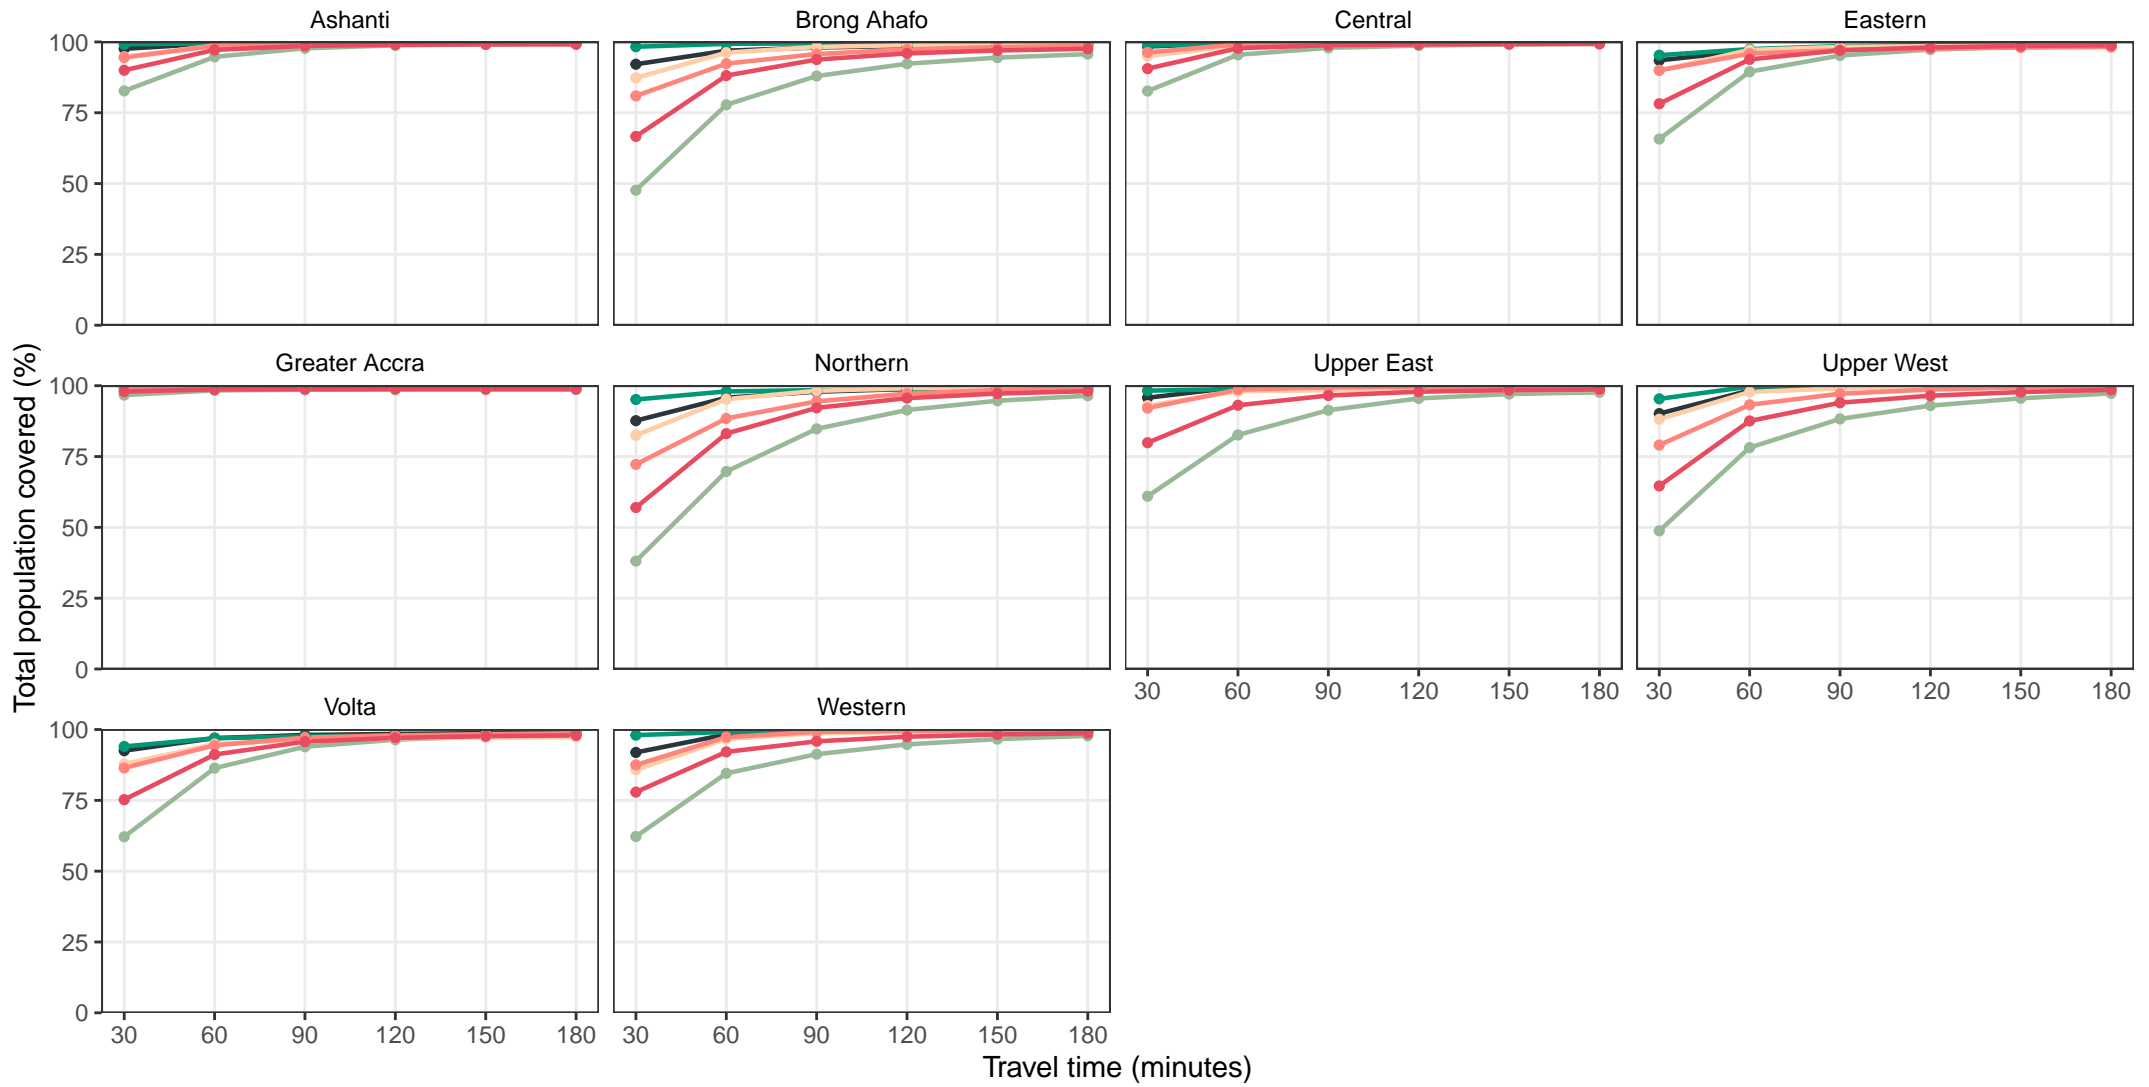 Ashanti Brong Ahafo Central Eastern
100
75
50
25
0
Greater Accra Northern Upper East Upper West
100
75
50
25
0
30 60 90 120 150 180 30 60 90 120 150 180
Volta Western
100
75
50
25
0
30 60 90 120 150 180 30 60 90 120 150 180
Travel time (minutes)
Total population covered (%)